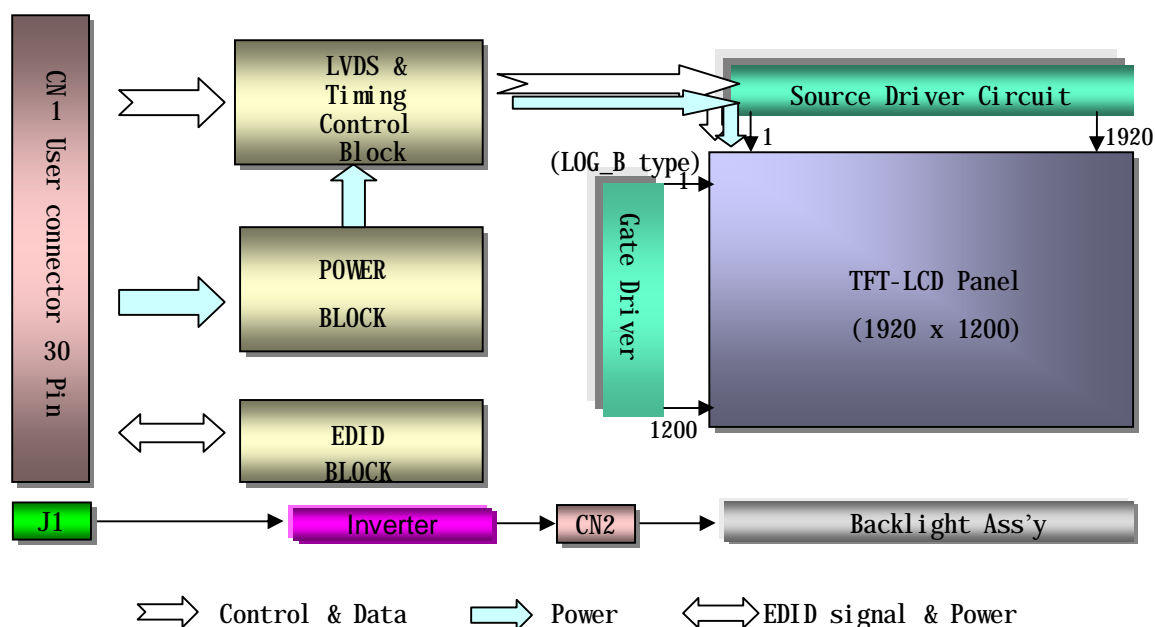 CN1 User connector 30 Pin
LVDS &
Timing
Control
Block
Source Driver Circuit
1
1920
(LOG_B type)
1
Gate Driver
1200
POWER
BLOCK
TFT-LCD Panel
(1920 x 1200)
EDID
BLOCK
J1
Inverter
CN2
Backlight Ass'y
Control & Data
Power
EDID signal & Power